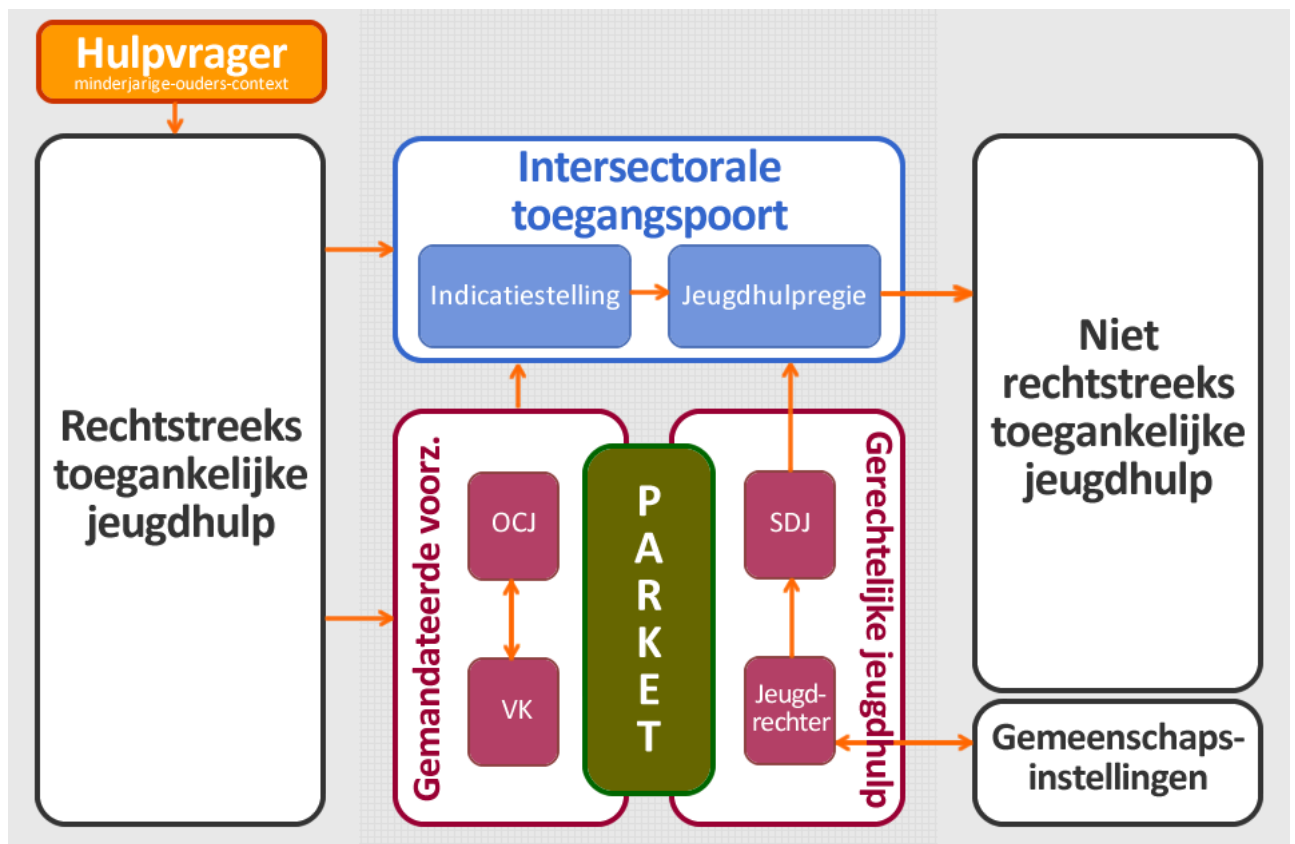 Hulpvrager
minderjarige-ouders-context
Rechtstreeks
toegankelijke
jeugdhulp
Intersectorale
toegangspoort
Indicatiestelling
Jeugdhulpregie
Gemandateerde voorz.
OCJ
VK
PARKET
SDJ
Jeugd-
rechter
Gerechtelijke jeugdhulp
Niet
rechtstreeks
toegankelijke
jeugdhulp
Gemeenschaps-
instellingen